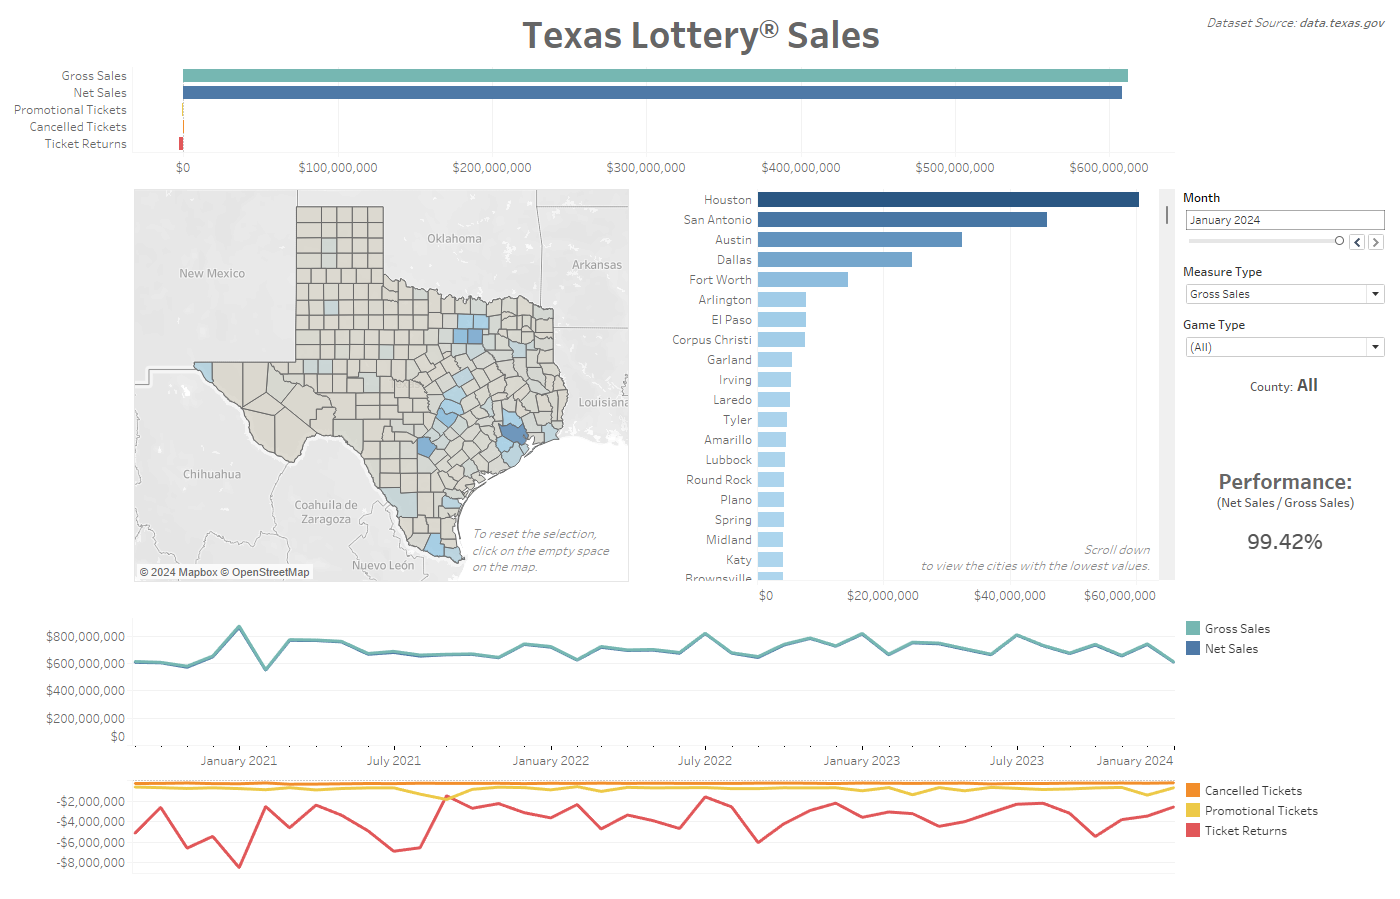 Texas Lottery® Sales
Dataset Source: data.texas.gov
Gross Sales
Net Sales
Promotional Tickets
Cancelled Tickets
Ticket Returns
$0
$100,000,000
$200,000,000
$300,000,000
$400,000,000
$500,000,000
$600,000,000
Oklahoma
New Mexico
Arkansas
Louisiana
Chihuahua
Coahuila de
Zaragoza
Nuevo León
To reset the selection,
click on the empty space
on the map.
© 2024 Mapbox © OpenStreetMap
Houston
San Antonio
Austin
Dallas
Fort Worth
Arlington
El Paso
Corpus Christi
Garland
Irving
Laredo
Tyler
Amarillo
Lubbock
Round Rock
Plano
Spring
Midland
Katy
Brownsville
Scroll down
to view the cities with the lowest values.
$0
$20,000,000
$40,000,000
$60,000,000
Month
January 2024
Measure Type
Gross Sales
Game Type
(All)
County: All
Performance:
(Net Sales / Gross Sales)
99.42%
$800,000,000
$600,000,000
$400,000,000
$200,000,000
$0
January 2021
July 2021
January 2022
July 2022
January 2023
July 2023
January 2024
Gross Sales
Net Sales
-$2,000,000
-$4,000,000
-$6,000,000
-$8,000,000
Cancelled Tickets
Promotional Tickets
Ticket Returns